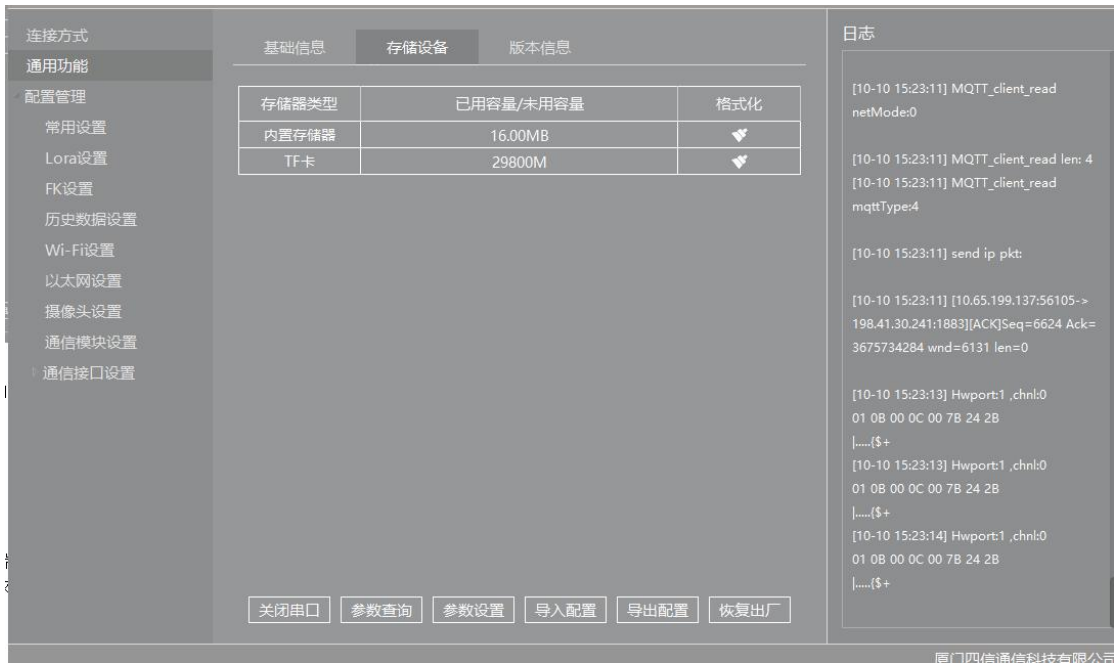 连接方式
通用功能
配置管理
常用设置
Lora设置
FK设置
历史数据设置
Wi-Fi设置
以太网设置
摄像头设置
通信模块设置
通信接口设置
基础信息 存储设备 版本信息
存储器类型 已用容量/未用容量 格式化
内置存储器 16.00MB
TF卡 29800M
关闭串口 参数查询 参数设置 导入配置 导出配置 恢复出厂
日志
[10-10 15:23:11] MQTT_client_read
netMode:0
[10-10 15:23:11] MQTT_client_read len: 4
[10-10 15:23:11] MQTT_client_read
mqttType:4
[10-10 15:23:11] send ip pkt:
[10-10 15:23:11] [10.65.199.137:56105->
198.41.30.241:1883][ACK]Seq=6624 Ack=
3675734284 wnd=6131 len=0
[10-10 15:23:13] Hwport:1 ,chnl:0
01 0B 00 0C 00 7B 24 2B
|.....{$+
[10-10 15:23:13] Hwport:1 ,chnl:0
01 0B 00 0C 00 7B 24 2B
|.....{$+
[10-10 15:23:14] Hwport:1 ,chnl:0
01 0B 00 0C 00 7B 24 2B
|.....{$+
厦门四信通信科技有限公司